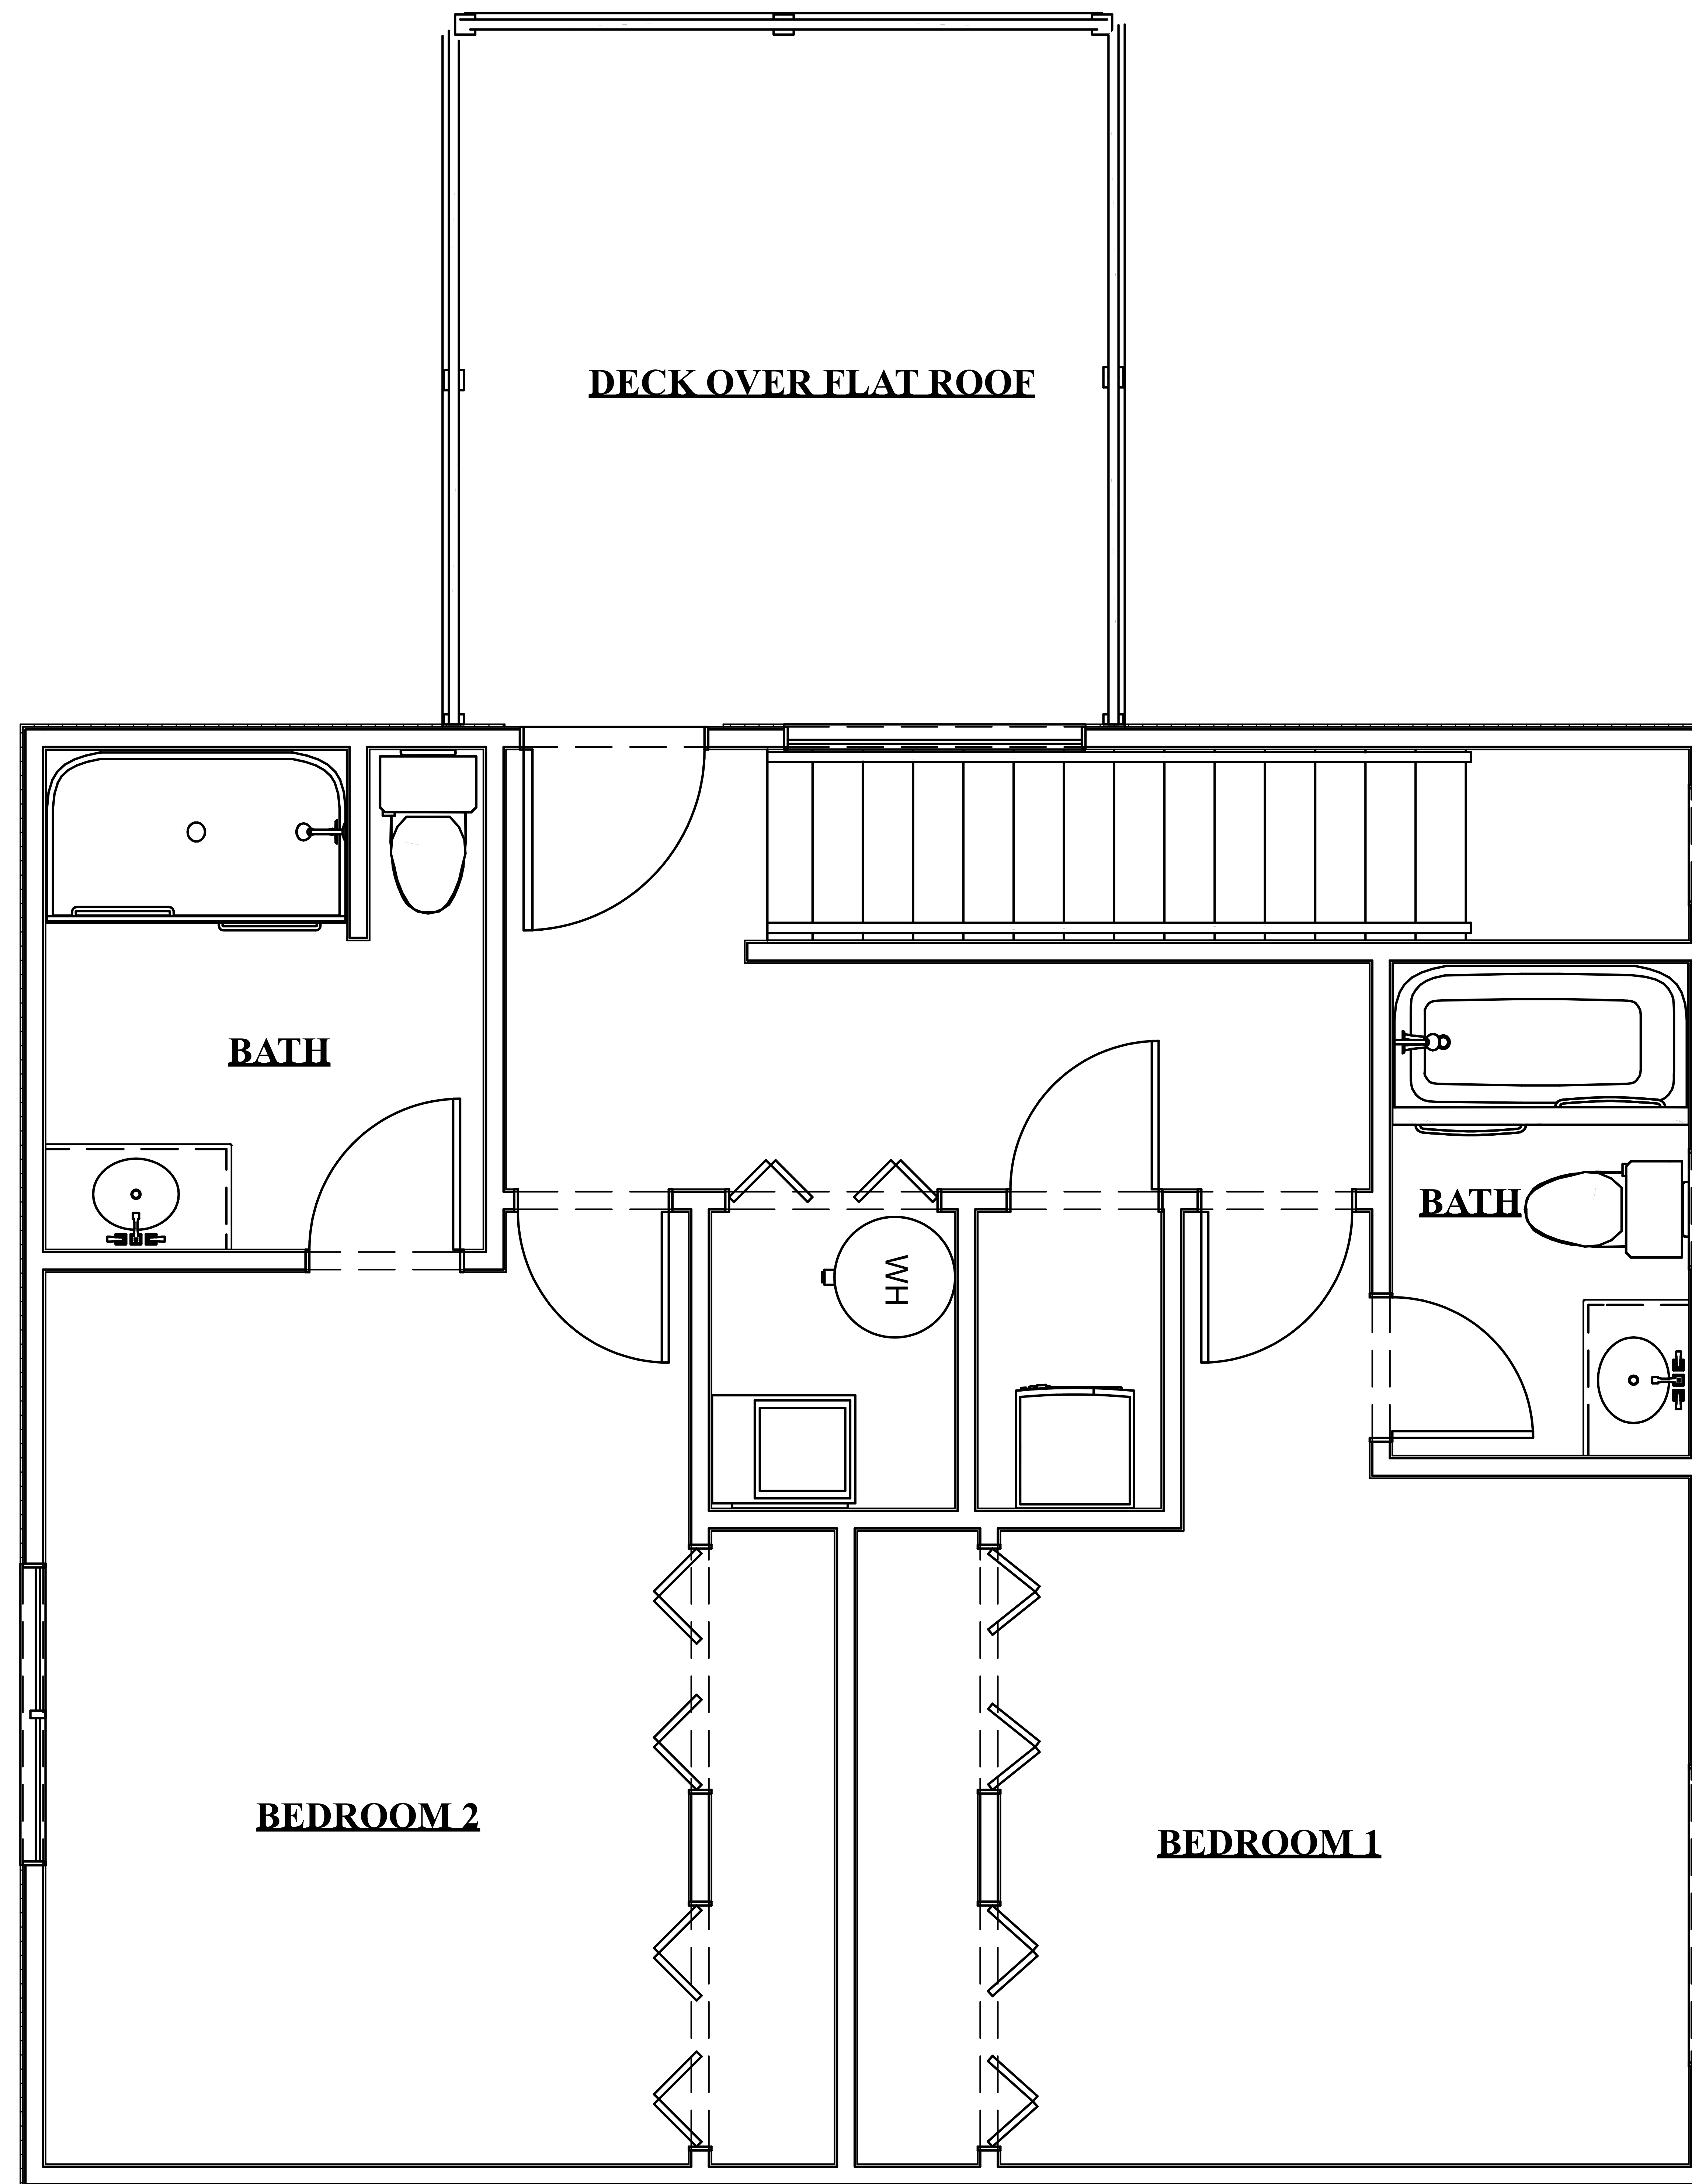 DECK OVER FLAT ROOF
BATH
BATH
WH
BEDROOM 2
BEDROOM 1